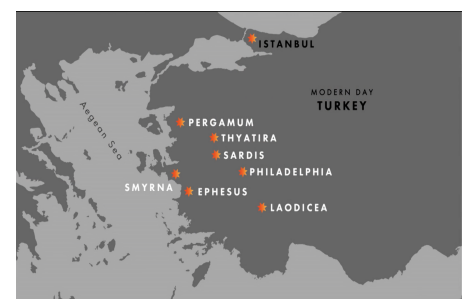 ISTANBUL
MODERN DAY
TURKEY
Aegean Sea
PERGAMUM
THYATIRA
SARDIS
PHILADELPHIA
SMYRNA
EPHESUS
LAODICEA